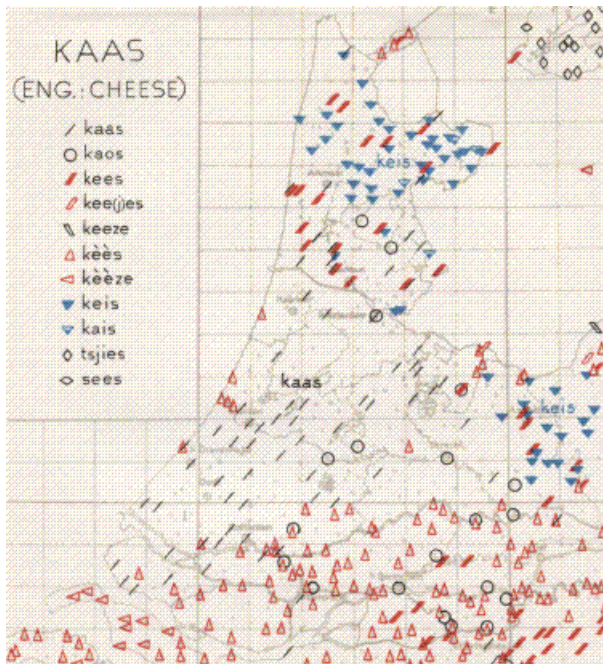 KAAS
(ENG.: CHEESE)
kaas
kaos
kees
kee(j)es
keeze
kèès
kèèze
keis
kais
tsjies
sees
keis
kaas
keis